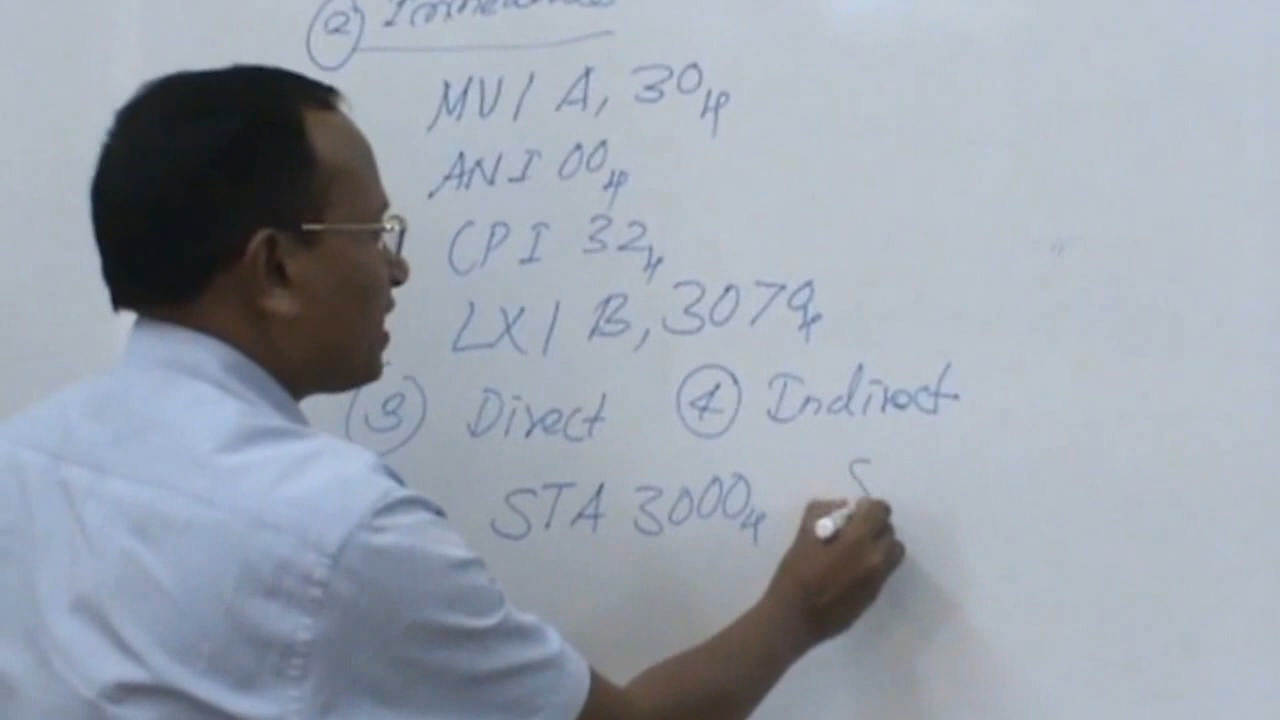 ② Immediate
MVI A, 30H
ANI 00H
CPI 32H
LXI B, 3079H
③ Direct ④ Indirect
STA 3000H S